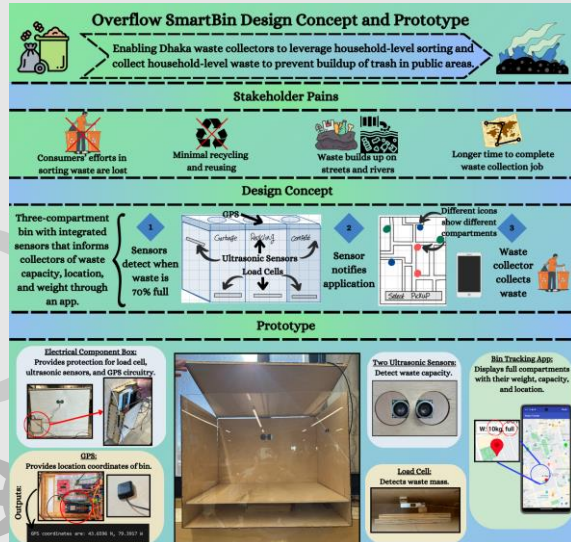 Overflow SmartBin Design Concept and Prototype
Enabling Dhaka waste collectors to leverage household-level sorting and
collect household-level waste to prevent buildup of trash in public areas.
Stakeholder Pains
Consumers' efforts in
sorting waste are lost
Minimal recycling
and reusing
Waste builds up on
streets and rivers
Longer time to complete
waste collection job
Design Concept
Three-compartment
bin with integrated
sensors that informs
collectors of waste
capacity, location,
and weight through
an app.
1
Sensors
detect when
waste is
70% full
GPS
Garbage
Recycling
Compost
Ultrasonic Sensors
Load Cells
2
Sensor
notifies
application
Different icons
show different
compartments
Select Pickup
3
Waste
collector
collects
waste
Prototype
Electrical Component Box:
Provides protection for load cell,
ultrasonic sensors, and GPS circuitry.
GPS:
Provides location coordinates of bin.
Outputs:
GPS coordinates are:
Two Ultrasonic Sensors:
Detect waste capacity.
Load Cell:
Detects waste mass.
Bin Tracking App:
Displays full compartments
with their weight, capacity,
and location.
W: 10kg, full